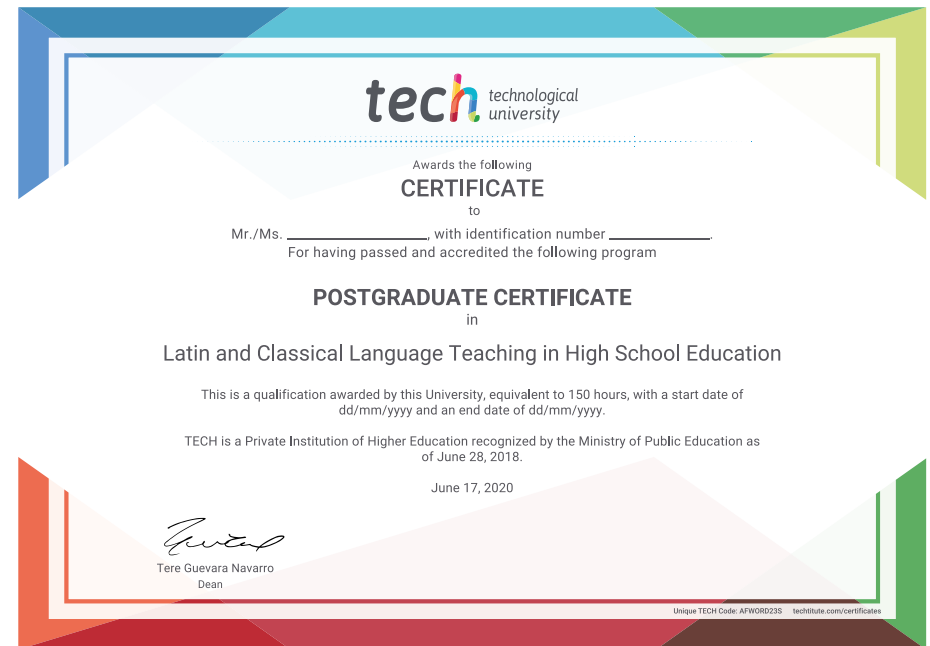 tech technological
university
Awards the following
CERTIFICATE
to
Mr./Ms. ____________________, with identification number ______________.
For having passed and accredited the following program
POSTGRADUATE CERTIFICATE
in
Latin and Classical Language Teaching in High School Education
This is a qualification awarded by this University, equivalent to 150 hours, with a start date of
dd/mm/yyyy and an end date of dd/mm/yyyy.
TECH is a Private Institution of Higher Education recognized by the Ministry of Public Education as
of June 28, 2018.
June 17, 2020
Tere Guevara Navarro
Dean
Unique TECH Code: AFWORD23S techtitute.com/certificates